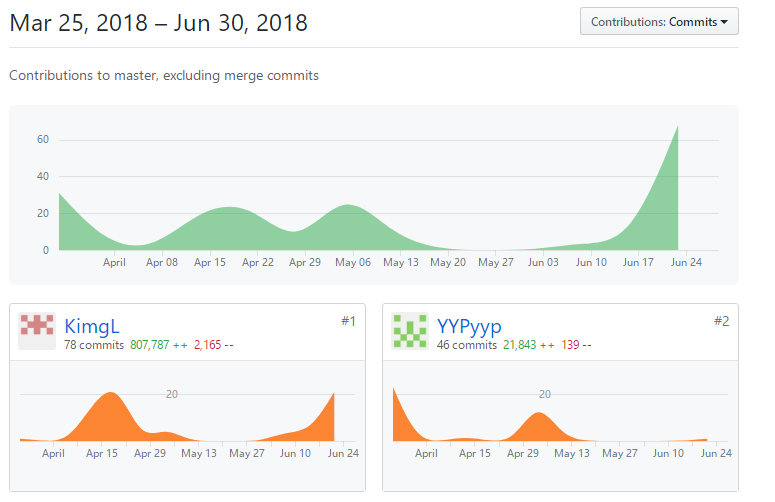 Mar 25, 2018 – Jun 30, 2018
Contributions: Commits
Contributions to master, excluding merge commits
60
40
20
0
April Apr 08 Apr 15 Apr 22 Apr 29 May 06 May 13 May 20 May 27 Jun 03 Jun 10 Jun 17 Jun 24
KimgL #1
78 commits 807,787 ++ 2,165 --
20
April Apr 15 Apr 29 May 13 May 27 Jun 10 Jun 24
YYPyyp #2
46 commits 21,843 ++ 139 --
20
April Apr 15 Apr 29 May 13 May 27 Jun 10 Jun 24